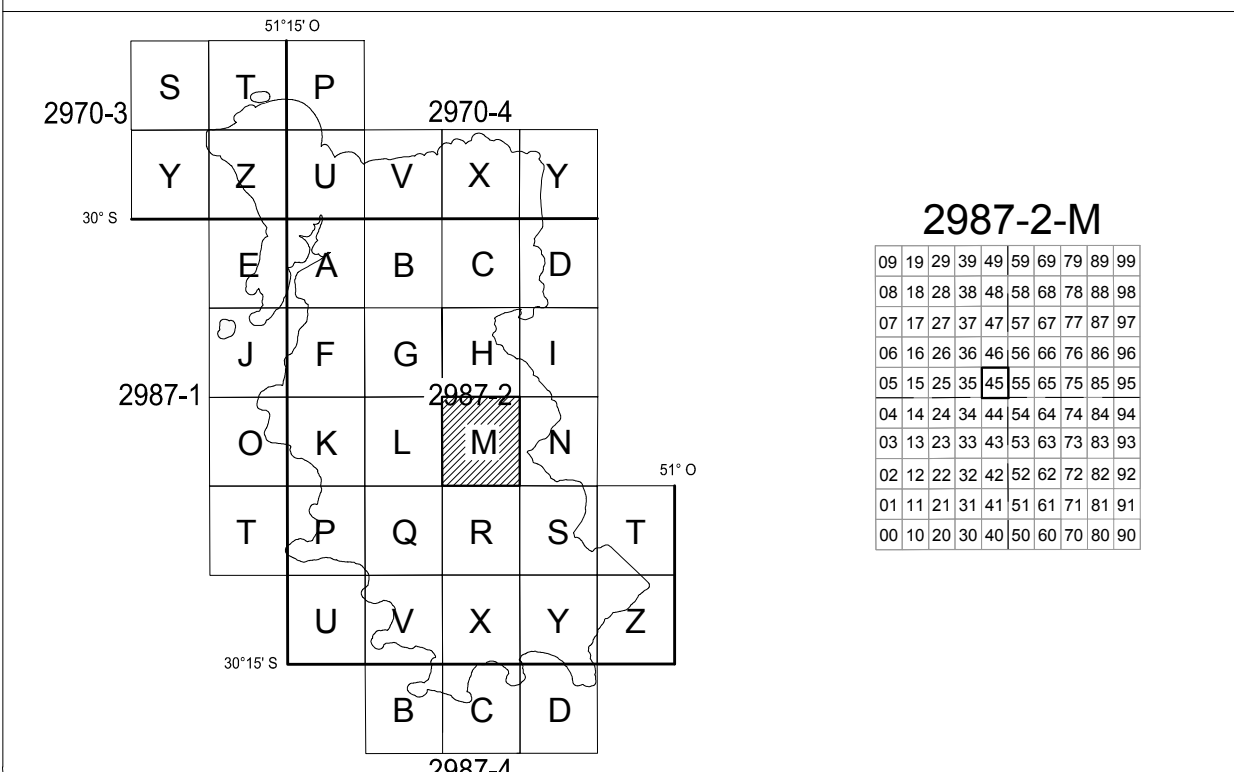 51°15' O
S T P
2970-3
2970-4
Y Z U V X Y
30° S
E A B C D
J F G H I
2987-1
2987-2
O K L M N
51° O
T P Q R S T
U V X Y Z
30°15' S
B C D
2987-4
2987-2-M
09 19 29 39 49 59 69 79 89 99
08 18 28 38 48 58 68 78 88 98
07 17 27 37 47 57 67 77 87 97
06 16 26 36 46 56 66 76 86 96
05 15 25 35 45 55 65 75 85 95
04 14 24 34 44 54 64 74 84 94
03 13 23 33 43 53 63 73 83 93
02 12 22 32 42 52 62 72 82 92
01 11 21 31 41 51 61 71 81 91
00 10 20 30 40 50 60 70 80 90